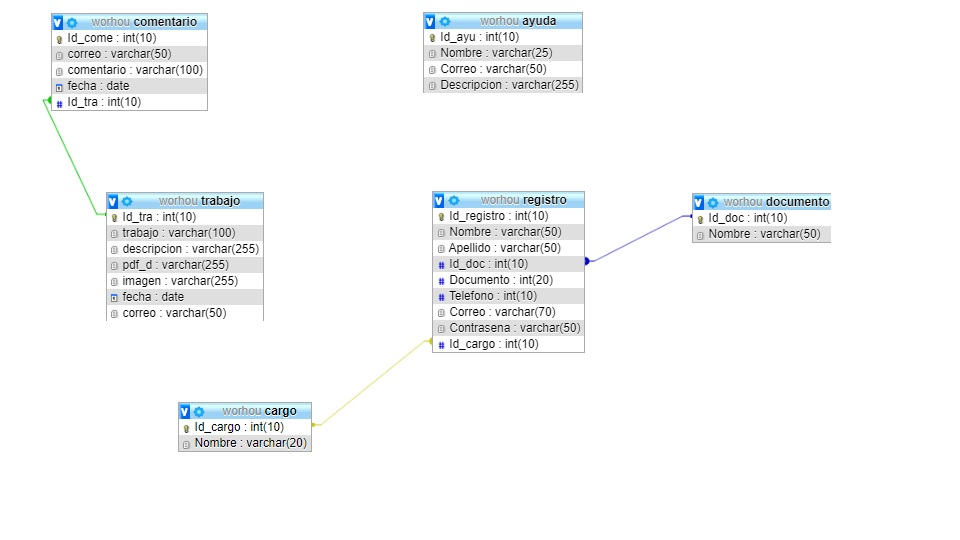 worhou comentario
Id_come : int(10)
correo : varchar(50)
comentario : varchar(100)
fecha : date
Id_tra : int(10)
worhou ayuda
Id_ayu : int(10)
Nombre : varchar(25)
Correo : varchar(50)
Descripcion : varchar(255)
worhou trabajo
Id_tra : int(10)
trabajo : varchar(100)
descripcion : varchar(255)
pdf_d : varchar(255)
imagen : varchar(255)
fecha : date
correo : varchar(50)
worhou registro
Id_registro : int(10)
Nombre : varchar(50)
Apellido : varchar(50)
Id_doc : int(10)
Documento : int(20)
Telefono : int(10)
Correo : varchar(70)
Contrasena : varchar(50)
Id_cargo : int(10)
worhou documento
Id_doc : int(10)
Nombre : varchar(50)
worhou cargo
Id_cargo : int(10)
Nombre : varchar(20)